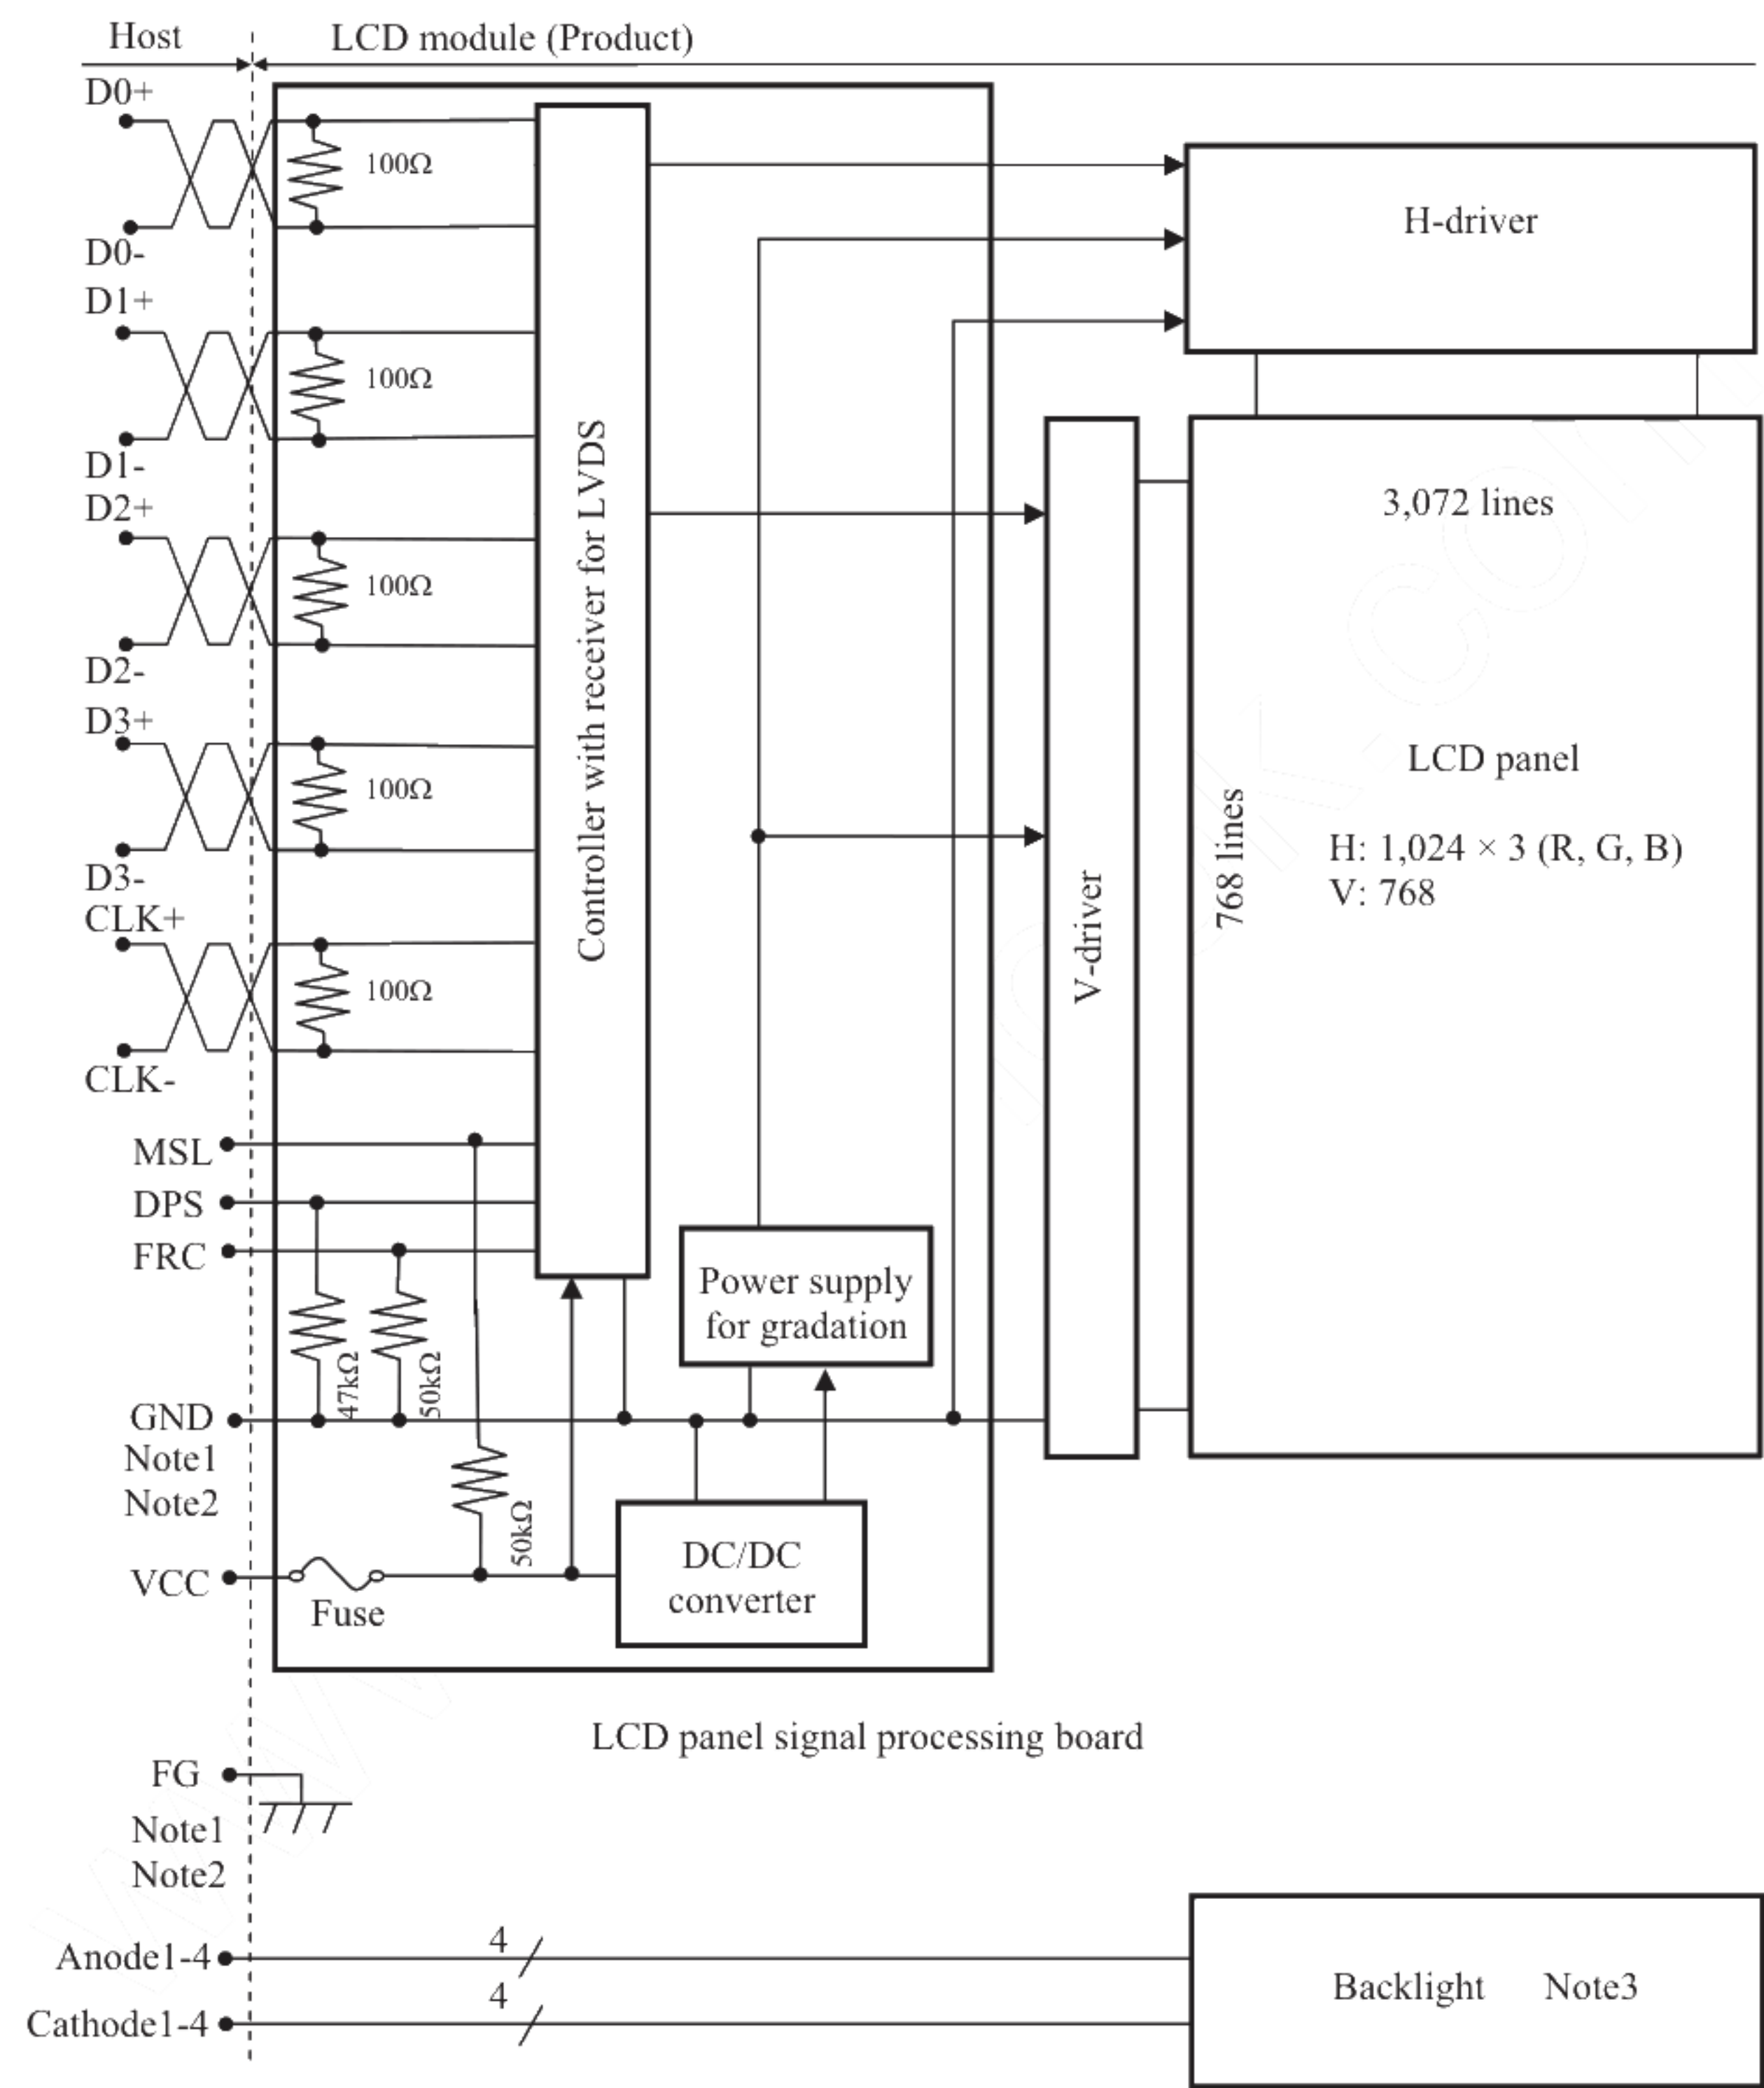 Host
LCD module (Product)
D0+
100Ω
D0-
H-driver
D1+
100Ω
D1-
D2+
100Ω
D2-
D3+
100Ω
D3-
CLK+
100Ω
CLK-
Controller with receiver for LVDS
V-driver
3,072 lines
768 lines
LCD panel
H: 1,024 × 3 (R, G, B)
V: 768
MSL
DPS
FRC
47kΩ
50kΩ
Power supply
for gradation
GND
Note1
Note2
50kΩ
DC/DC
converter
VCC
Fuse
LCD panel signal processing board
FG
Note1
Note2
Anode1-4
4
Cathode1-4
4
Backlight Note3